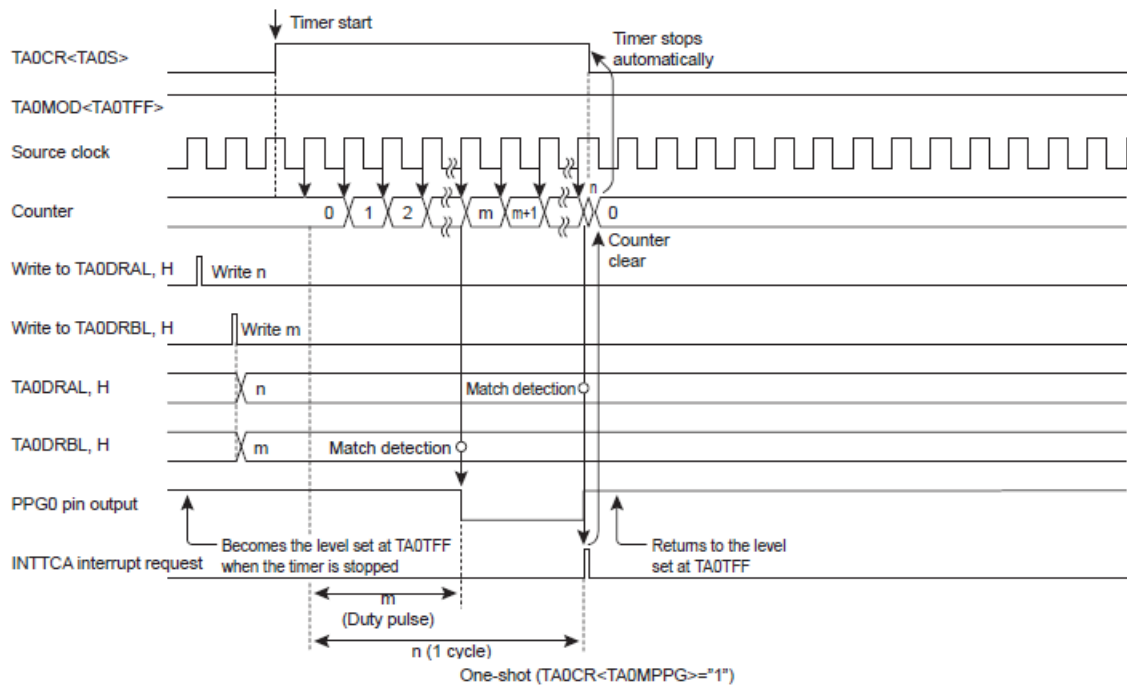 Timer start
TA0CR<TA0S>
Timer stops
automatically
TA0MOD<TA0TFF>
Source clock
n
Counter
0 1 2 m m+1 0
Counter
clear
Write to TA0DRAL, H
Write n
Write to TA0DRBL, H
Write m
TA0DRAL, H
n
Match detection
TA0DRBL, H
m
Match detection
PPG0 pin output
Becomes the level set at TA0TFF
when the timer is stopped
Returns to the level
set at TA0TFF
INTTCA interrupt request
m
(Duty pulse)
n (1 cycle)
One-shot (TA0CR<TA0MPPG>="1")